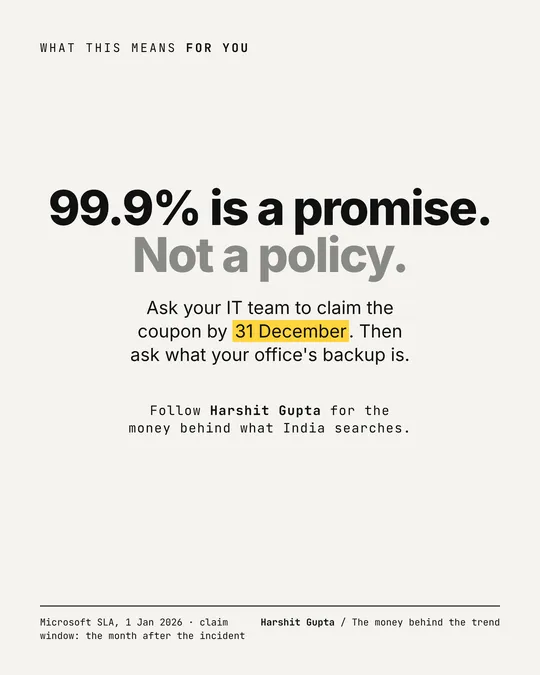 WHAT THIS MEANS FOR YOU
99.9% is a promise.
Not a policy.
Ask your IT team to claim the
coupon by 31 December. Then
ask what your office's backup is.
Follow Harshit Gupta for the
money behind what India searches.
Microsoft SLA, 1 Jan 2026 · claim
window: the month after the incident
Harshit Gupta / The money behind the trend